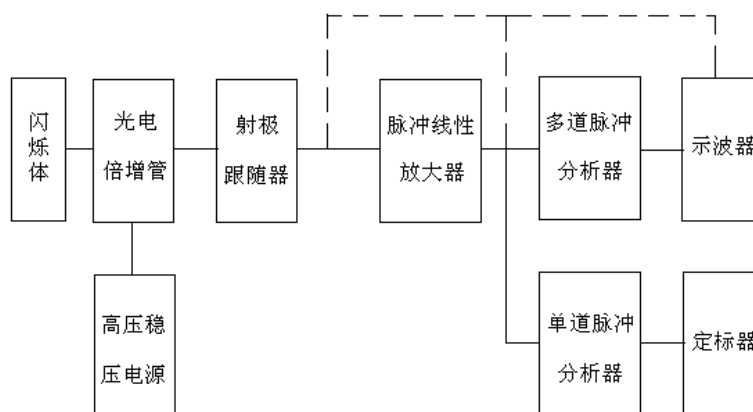 闪
烁
体
光电
倍增管
射极
跟随器
脉冲线性
放大器
多道脉冲
分析器
示波器
高压稳
压电源
单道脉冲
分析器
定标器